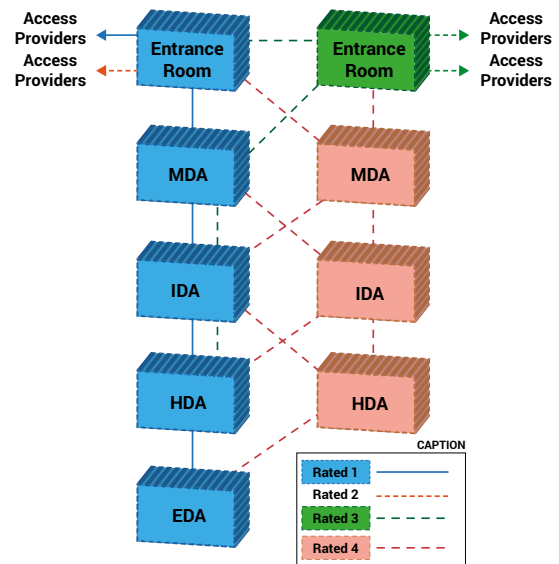 Access
Providers
Access
Providers
Entrance
Room
Entrance
Room
Access
Providers
Access
Providers
MDA
MDA
IDA
IDA
HDA
HDA
EDA
CAPTION
Rated 1
Rated 2
Rated 3
Rated 4